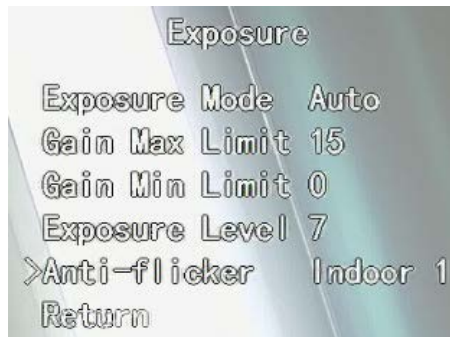 Exposure
Exposure Mode Auto
Gain Max Limit 15
Gain Min Limit 0
Exposure Level 7
>Anti-flicker Indoor 1
Return